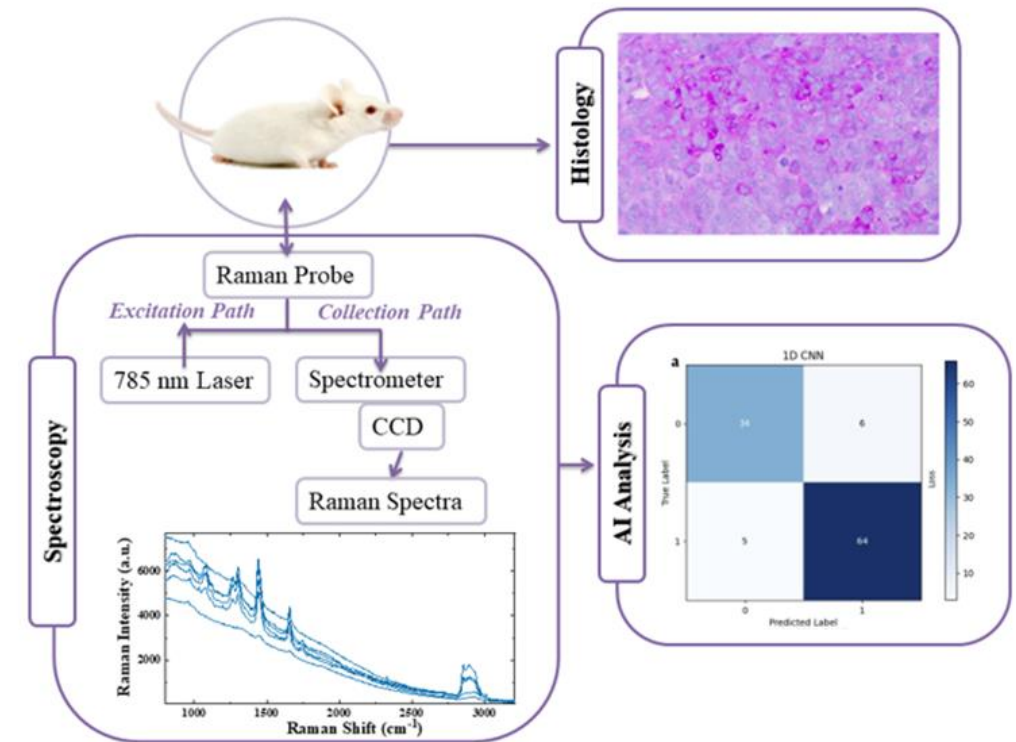 Histology
Raman Probe
Excitation Path
Collection Path
785 nm Laser
Spectrometer
CCD
Raman Spectra
Spectroscopy
Raman Intensity (a.u.)
6000
4000
2000
1000
1500
2000
2500
3000
Raman Shift (cm-1)
AI Analysis
a
1D CNN
True Label
0
1
34
6
5
64
0
1
Predicted Label
60
50
40
30
20
10
Loss